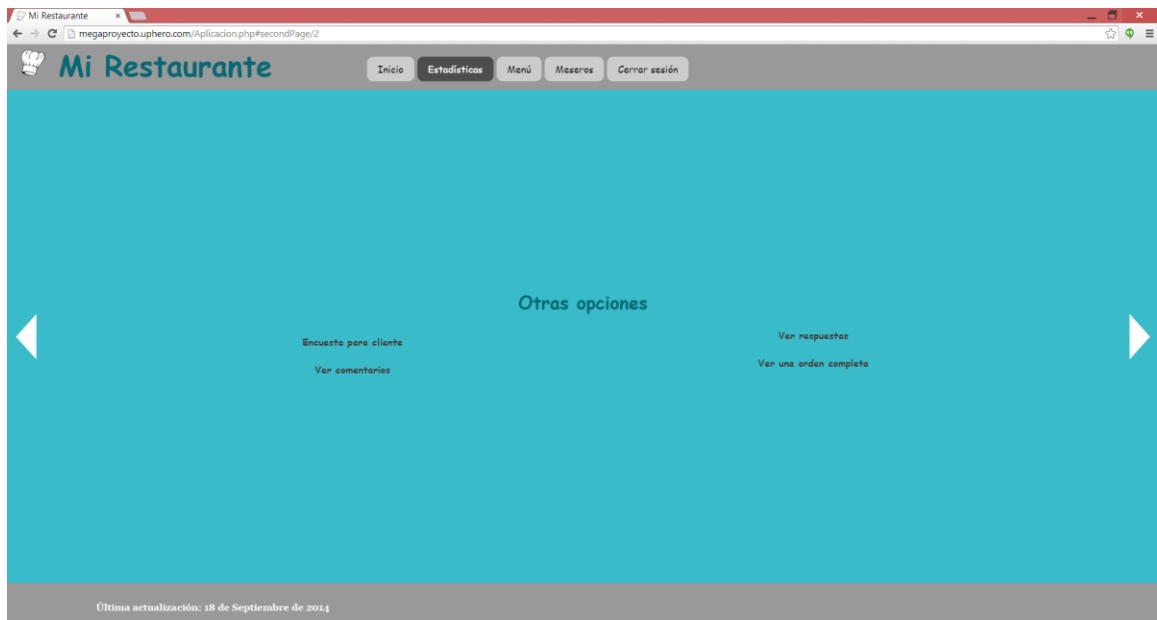 Mi Restaurante
megaproyecto.uphero.com/Aplicacion.php#secondPage/2
Mi Restaurante
Inicio Estadísticas Menú Meseros Cerrar sesión
Otras opciones
Encuesta para cliente
Ver respuestas
Ver comentarios
Ver una orden completa
Última actualización: 18 de Septiembre de 2014